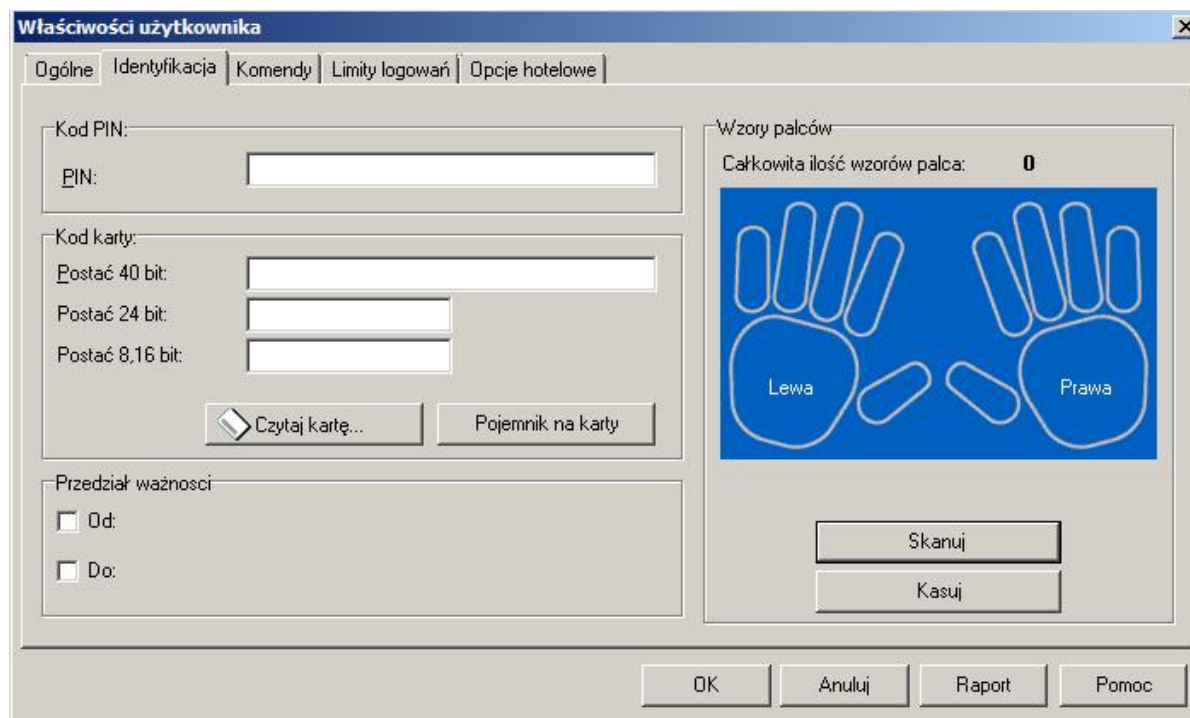 Właściwości użytkownika
Ogólne Identyfikacja Komendy Limity logowań Opcje hotelowe
Kod PIN:
PIN:
Kod karty:
Postać 40 bit:
Postać 24 bit:
Postać 8,16 bit:
Czytaj kartę... Pojemnik na karty
Przedział ważnosci
Od:
Do:
Wzory palców
Całkowita ilość wzorów palca: 0
Lewa Prawa
Skanuj
Kasuj
OK Anuluj Raport Pomoc